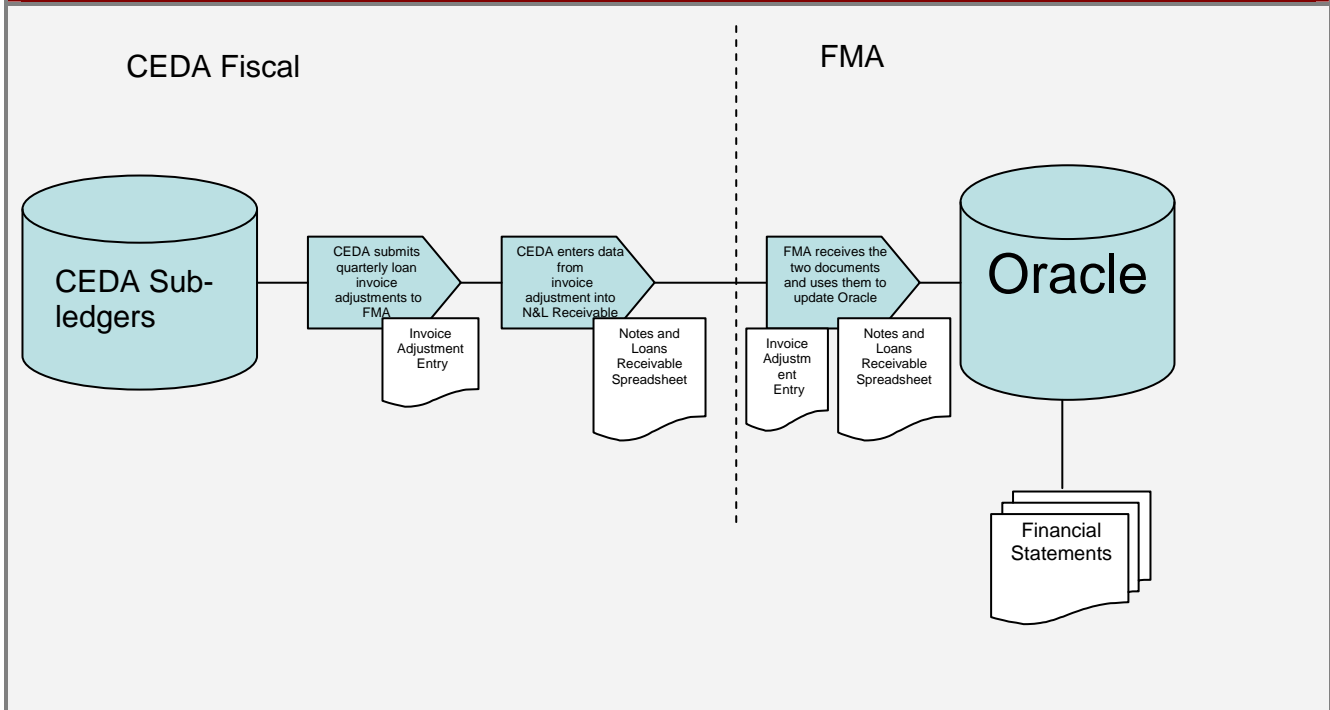 CEDA Fiscal
FMA
CEDA Sub-
ledgers
CEDA submits
quarterly loan
invoice
adjustments to
FMA
Invoice
Adjustment
Entry
CEDA enters data
from
invoice
adjustment into
N&L Receivable
Notes and
Loans
Receivable
Spreadsheet
FMA receives the
two documents
and uses them to
update Oracle
Invoice
Adjustm
ent
Entry
Notes and
Loans
Receivable
Spreadsheet
Oracle
Financial
Statements